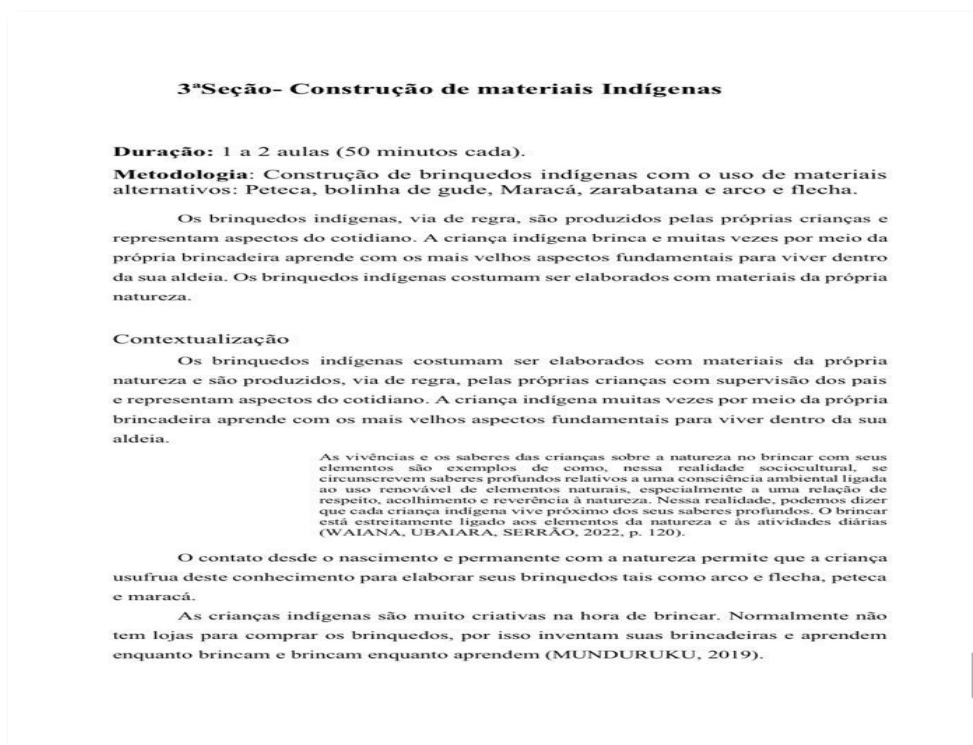 3ªSeção- Construção de materiais Indígenas
Duração: 1 a 2 aulas (50 minutos cada).
Metodologia: Construção de brinquedos indígenas com o uso de materiais
alternativos: Peteca, bolinha de gude, Maracá, zarabatana e arco e flecha.
Os brinquedos indígenas, via de regra, são produzidos pelas próprias crianças e
representam aspectos do cotidiano. A criança indígena brinca e muitas vezes por meio da
própria brincadeira aprende com os mais velhos aspectos fundamentais para viver dentro
da sua aldeia. Os brinquedos indígenas costumam ser elaborados com materiais da própria
natureza.
Contextualização
Os brinquedos indígenas costumam ser elaborados com materiais da própria
natureza e são produzidos, via de regra, pelas próprias crianças com supervisão dos pais
e representam aspectos do cotidiano. A criança indígena muitas vezes por meio da própria
brincadeira aprende com os mais velhos aspectos fundamentais para viver dentro da sua
aldeia.
As vivências e os saberes das crianças sobre a natureza no brincar com seus
elementos são exemplos de como, nessa realidade sociocultural, se
circunscrevem saberes profundos relativos a uma consciência ambiental ligada
ao uso renovável de elementos naturais, especialmente a uma relação de
respeito, acolhimento e reverência à natureza. Nessa realidade, podemos dizer
que cada criança indígena vive próximo dos seus saberes profundos. O brincar
está estreitamente ligado aos elementos da natureza e às atividades diárias
(WAIANA, UBAIARA, SERRÃO, 2022, p. 120).
O contato desde o nascimento e permanente com a natureza permite que a criança
usufrua deste conhecimento para elaborar seus brinquedos tais como arco e flecha, peteca
e maracá.
As crianças indígenas são muito criativas na hora de brincar. Normalmente não
tem lojas para comprar os brinquedos, por isso inventam suas brincadeiras e aprendem
enquanto brincam e brincam enquanto aprendem (MUNDURUKU, 2019).